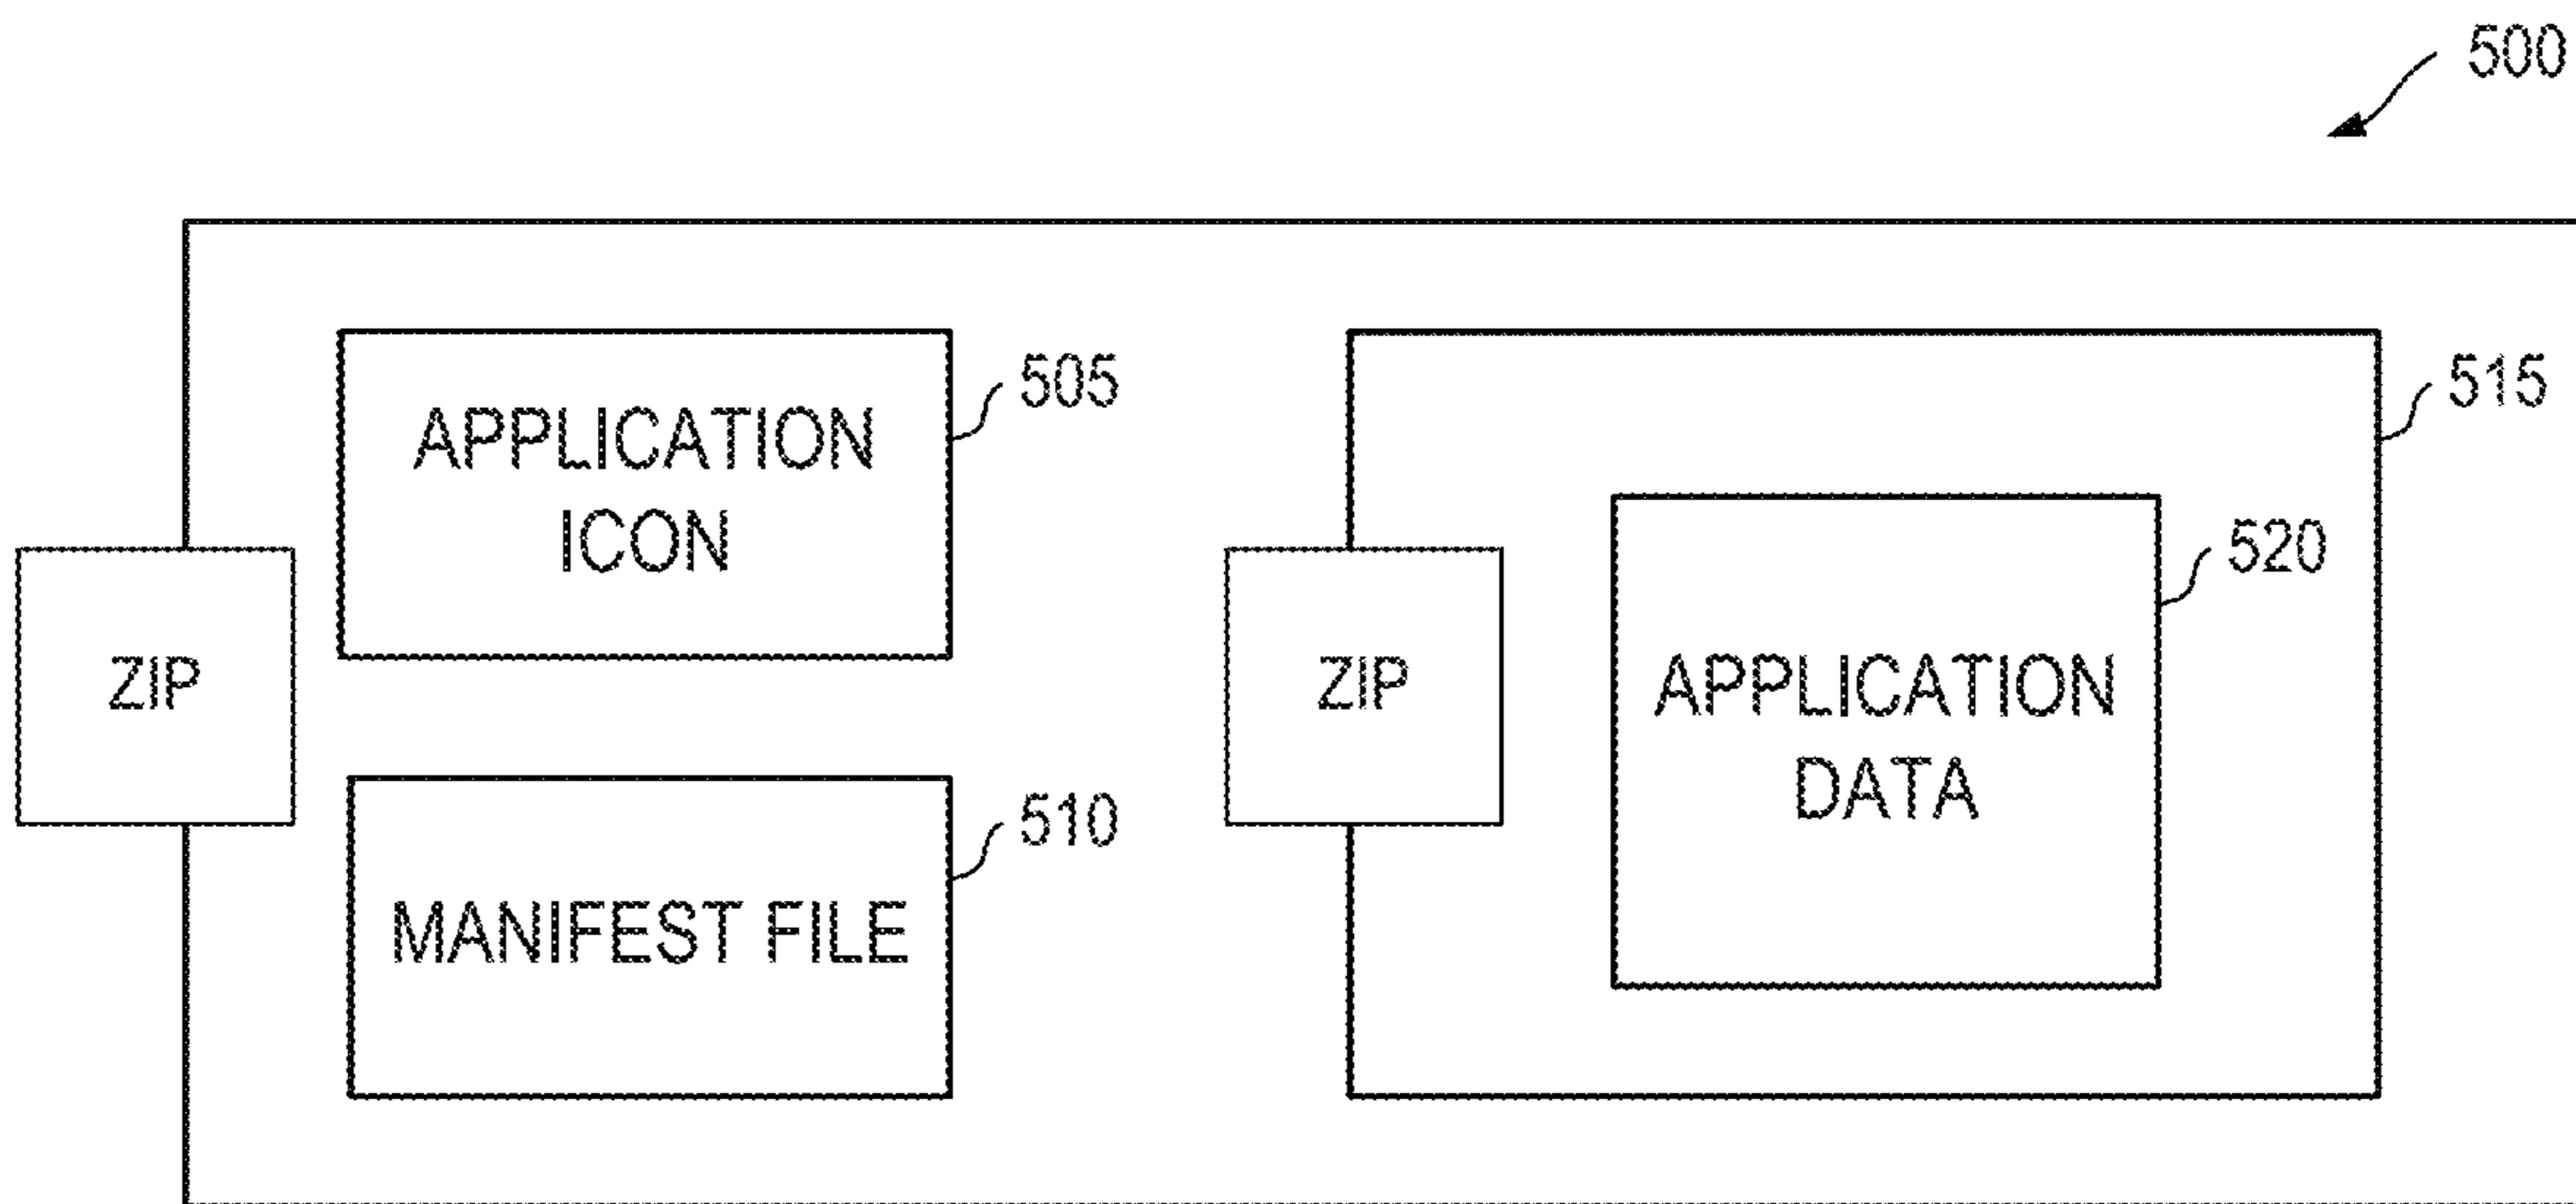 500
APPLICATION
ICON
505
ZIP
MANIFEST FILE
510
515
ZIP
APPLICATION
DATA
520